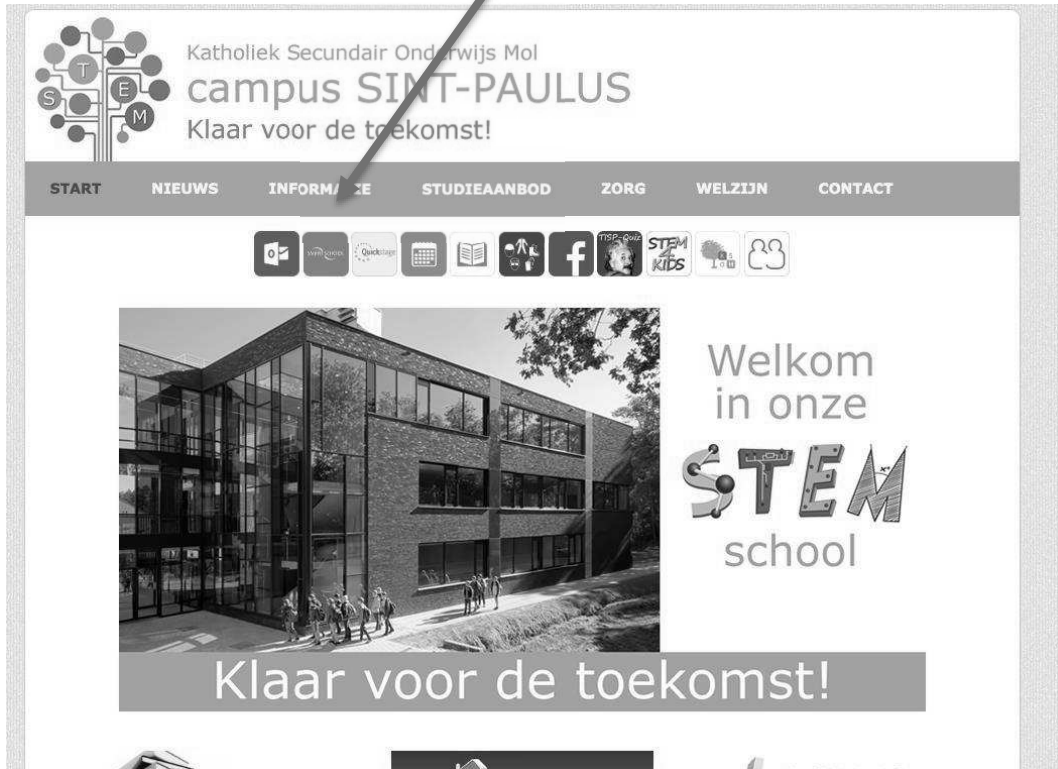 Katholiek Secundair Onderwijs Mol
campus SINT-PAULUS
Klaar voor de toekomst!
S T E M
START NIEUWS INFORMATIE STUDIEAANBOD ZORG WELZIJN CONTACT
SMARTSCHOOL Quickstage TISP-Quiz STEM 4 KIDS
Welkom
in onze
STEM
school
Klaar voor de toekomst!